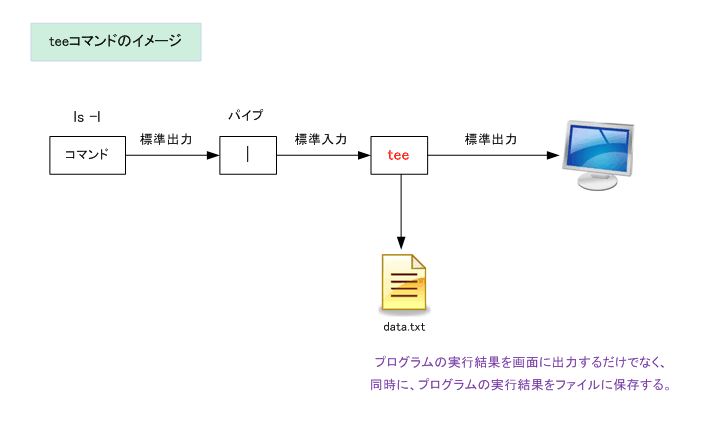 teeコマンドのイメージ
ls -l
パイプ
コマンド
標準出力
|
標準入力
tee
標準出力
data.txt
プログラムの実行結果を画面に出力するだけでなく、
同時に、プログラムの実行結果をファイルに保存する。